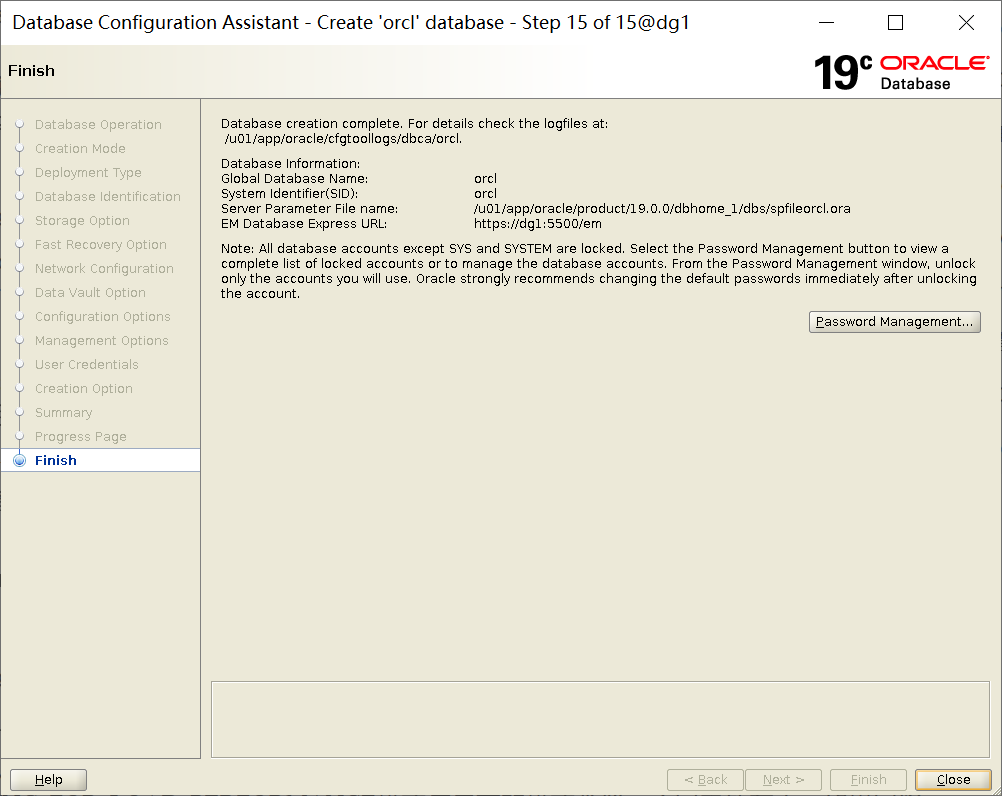 Database Configuration Assistant - Create 'orcl' database - Step 15 of 15@dg1
Finish
19c ORACLE
Database
Database Operation
Creation Mode
Deployment Type
Database Identification
Storage Option
Fast Recovery Option
Network Configuration
Data Vault Option
Configuration Options
Management Options
User Credentials
Creation Option
Summary
Progress Page
Finish
Database creation complete. For details check the logfiles at:
/u01/app/oracle/cfgtoollogs/dbca/orcl.
Database Information:
Global Database Name: orcl
System Identifier(SID): orcl
Server Parameter File name: /u01/app/oracle/product/19.0.0/dbhome_1/dbs/spfileorcl.ora
EM Database Express URL: https://dg1:5500/em
Note: All database accounts except SYS and SYSTEM are locked. Select the Password Management button to view a
complete list of locked accounts or to manage the database accounts. From the Password Management window, unlock
only the accounts you will use. Oracle strongly recommends changing the default passwords immediately after unlocking
the account.
Password Management...
Help
< Back
Next >
Finish
Close